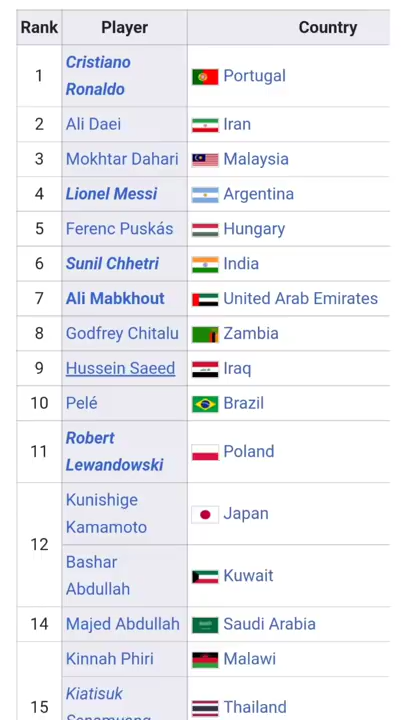 Rank Player Country
1 Cristiano Ronaldo Portugal
2 Ali Daei Iran
3 Mokhtar Dahari Malaysia
4 Lionel Messi Argentina
5 Ferenc Puskás Hungary
6 Sunil Chhetri India
7 Ali Mabkhout United Arab Emirates
8 Godfrey Chitalu Zambia
9 Hussein Saeed Iraq
10 Pelé Brazil
11 Robert Lewandowski Poland
12 Kunishige Kamamoto Japan
Bashar Abdullah Kuwait
14 Majed Abdullah Saudi Arabia
15 Kinnah Phiri Malawi
Kiatisuk Thailand